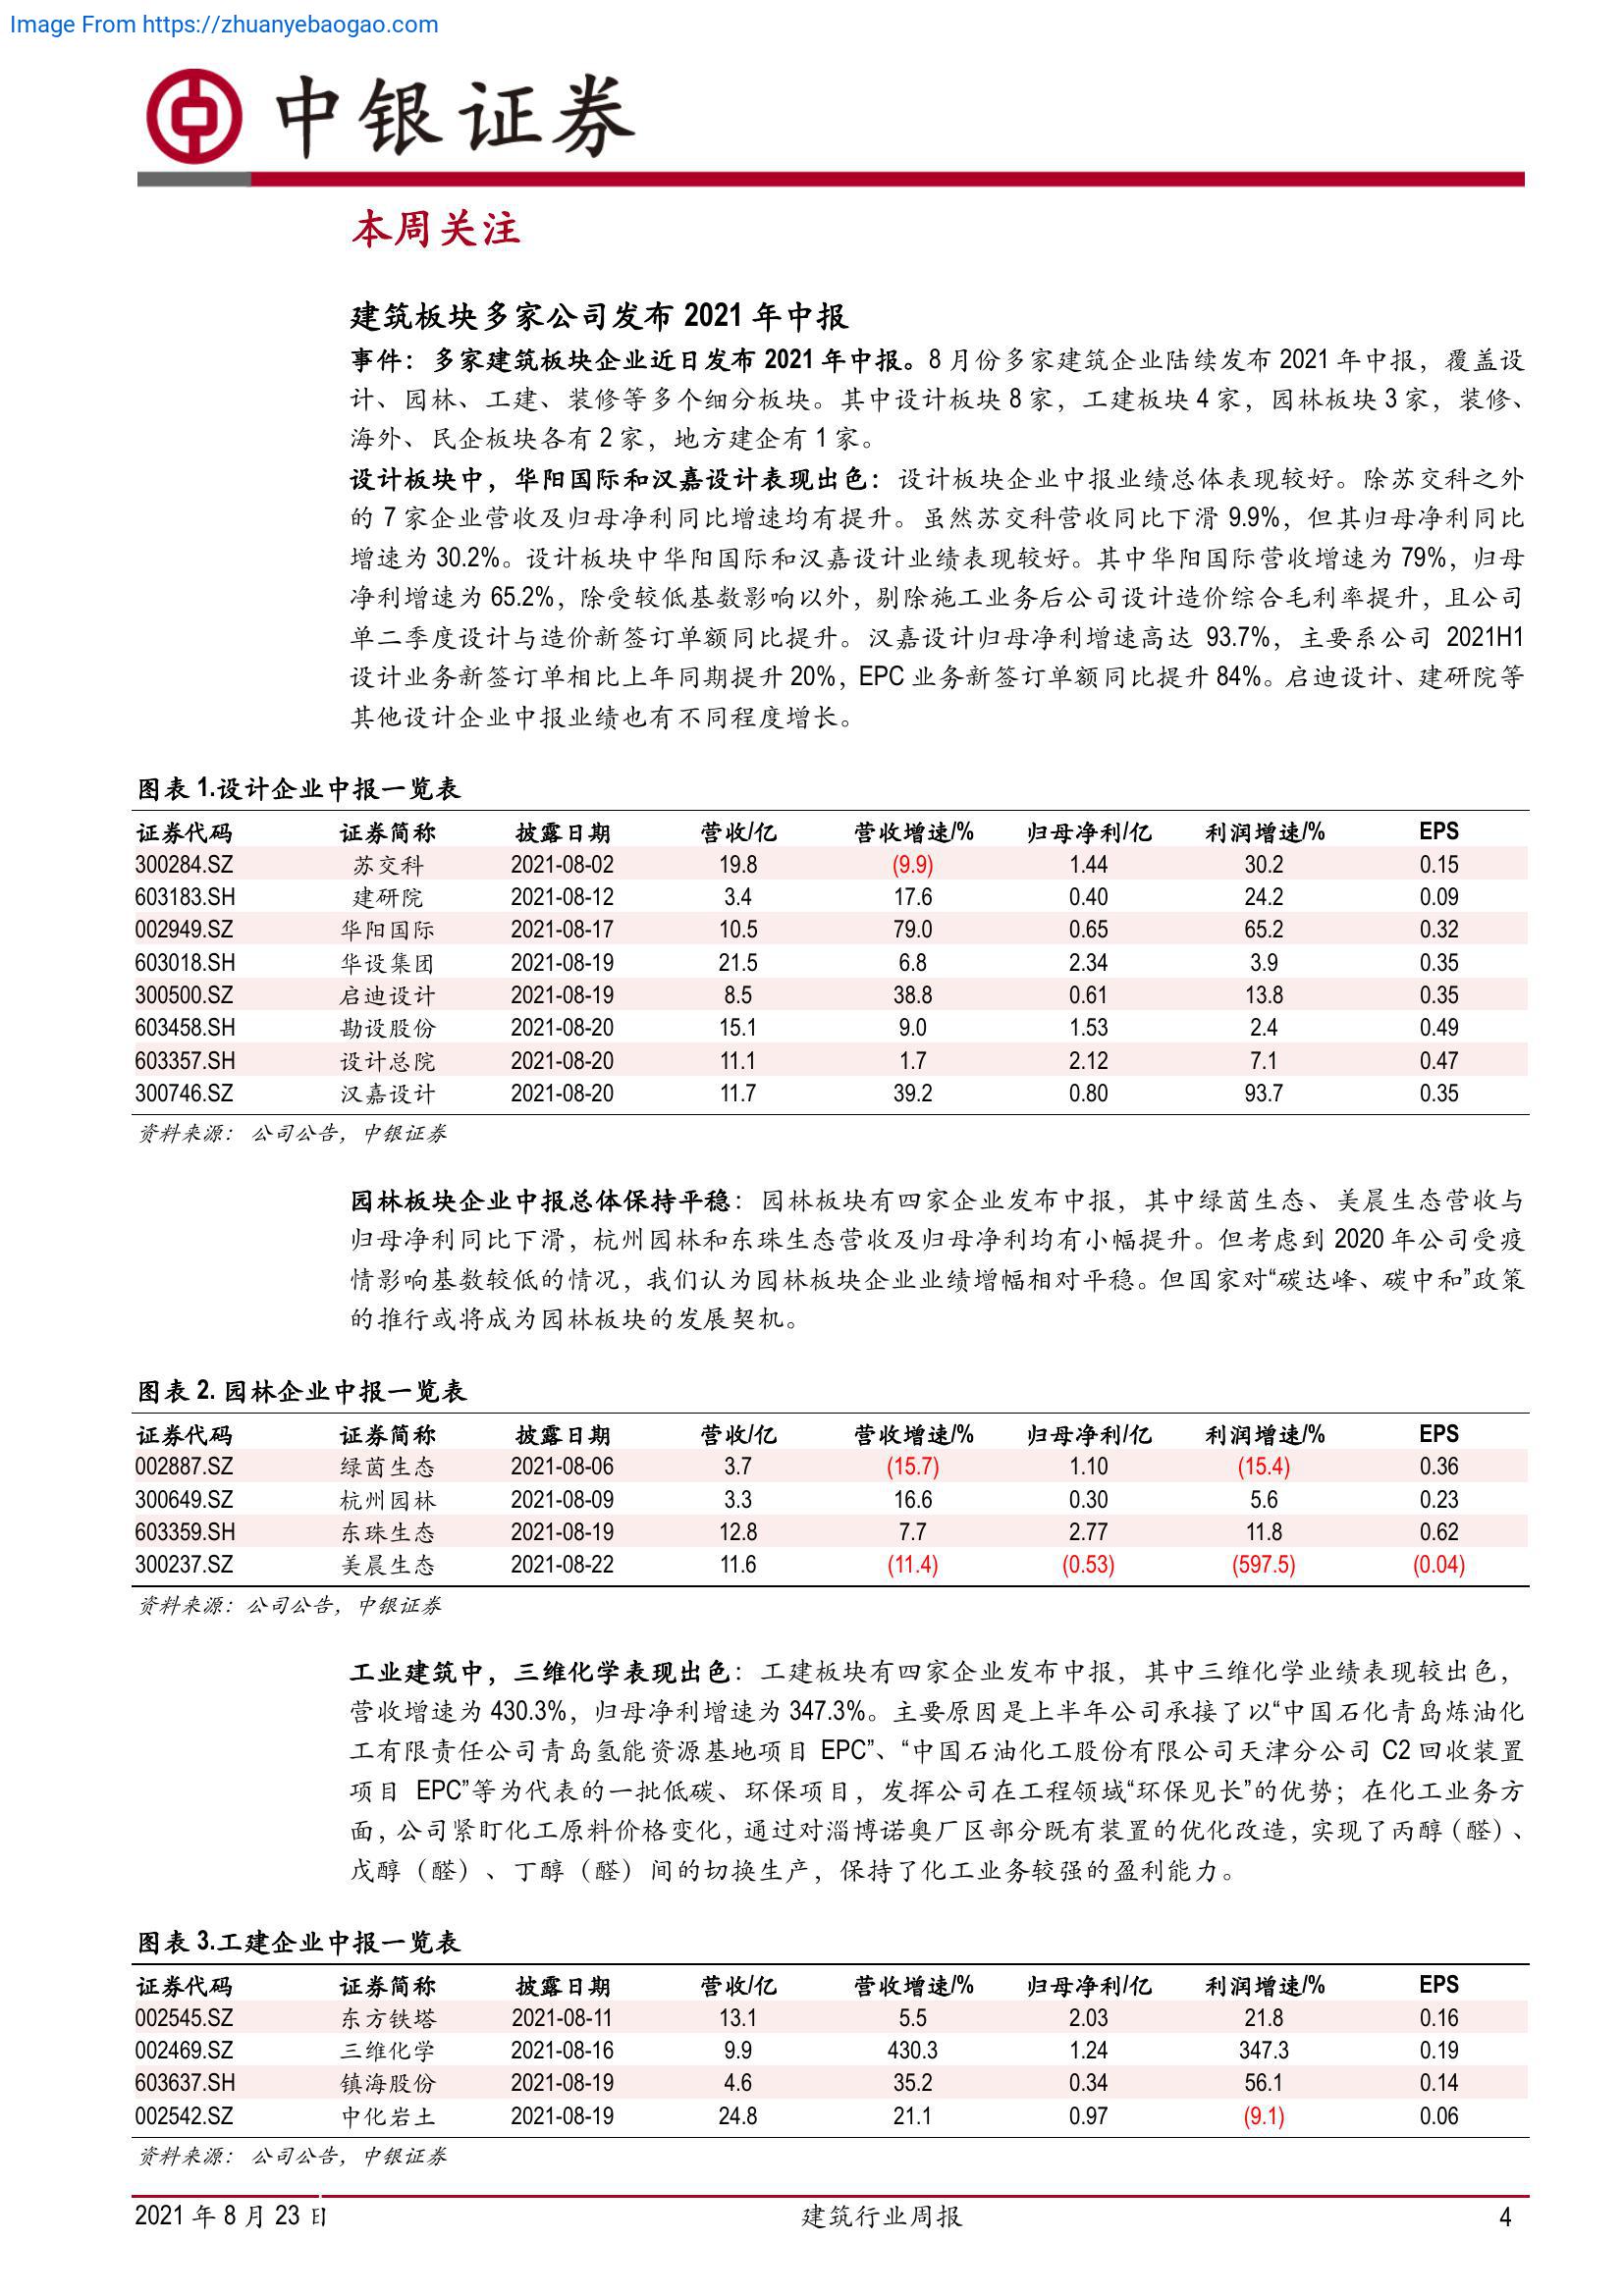 Image From https://zhuanyebaogao.com
中银证券
本周关注
建筑板块多家公司发布 2021 年中报
事件：多家建筑板块企业近日发布 2021 年中报。8 月份多家建筑企业陆续发布 2021 年中报，覆盖设
计、园林、工建、装修等多个细分板块。其中设计板块 8 家，工建板块 4 家，园林板块 3 家，装修、
海外、民企板块各有 2 家，地方建企有 1 家。
设计板块中，华阳国际和汉嘉设计表现出色：设计板块企业中报业绩总体表现较好。除苏交科之外
的 7 家企业营收及归母净利同比增速均有提升。虽然苏交科营收同比下滑 9.9%，但其归母净利同比
增速为 30.2%。设计板块中华阳国际和汉嘉设计业绩表现较好。其中华阳国际营收增速为 79%，归母
净利增速为 65.2%，除受较低基数影响以外，剔除施工业务后公司设计造价综合毛利率提升，且公司
单二季度设计与造价新签订单额同比提升。汉嘉设计归母净利增速高达 93.7%，主要系公司 2021H1
设计业务新签订单相比上年同期提升 20%，EPC 业务新签订单额同比提升 84%。启迪设计、建研院等
其他设计企业中报业绩也有不同程度增长。
图表 1.设计企业中报一览表
证券代码 证券简称 披露日期 营收/亿 营收增速/% 归母净利/亿 利润增速/% EPS
300284.SZ 苏交科 2021-08-02 19.8 (9.9) 1.44 30.2 0.15
603183.SH 建研院 2021-08-12 3.4 17.6 0.40 24.2 0.09
002949.SZ 华阳国际 2021-08-17 10.5 79.0 0.65 65.2 0.32
603018.SH 华设集团 2021-08-19 21.5 6.8 2.34 3.9 0.35
300500.SZ 启迪设计 2021-08-19 8.5 38.8 0.61 13.8 0.35
603458.SH 勘设股份 2021-08-20 15.1 9.0 1.53 2.4 0.49
603357.SH 设计总院 2021-08-20 11.1 1.7 2.12 7.1 0.47
300746.SZ 汉嘉设计 2021-08-20 11.7 39.2 0.80 93.7 0.35
资料来源： 公司公告，中银证券
园林板块企业中报总体保持平稳：园林板块有四家企业发布中报，其中绿茵生态、美晨生态营收与
归母净利同比下滑，杭州园林和东珠生态营收及归母净利均有小幅提升。但考虑到 2020 年公司受疫
情影响基数较低的情况，我们认为园林板块企业业绩增幅相对平稳。但国家对“碳达峰、碳中和”政策
的推行或将成为园林板块的发展契机。
图表 2. 园林企业中报一览表
证券代码 证券简称 披露日期 营收/亿 营收增速/% 归母净利/亿 利润增速/% EPS
002887.SZ 绿茵生态 2021-08-06 3.7 (15.7) 1.10 (15.4) 0.36
300649.SZ 杭州园林 2021-08-09 3.3 16.6 0.30 5.6 0.23
603359.SH 东珠生态 2021-08-19 12.8 7.7 2.77 11.8 0.62
300237.SZ 美晨生态 2021-08-22 11.6 (11.4) (0.53) (597.5) (0.04)
资料来源：公司公告，中银证券
工业建筑中，三维化学表现出色：工建板块有四家企业发布中报，其中三维化学业绩表现较出色，
营收增速为 430.3%，归母净利增速为 347.3%。主要原因是上半年公司承接了以“中国石化青岛炼油化
工有限责任公司青岛氢能资源基地项目 EPC”、“中国石油化工股份有限公司天津分公司 C2 回收装置
项目 EPC”等为代表的一批低碳、环保项目，发挥公司在工程领域“环保见长”的优势；在化工业务方
面，公司紧盯化工原料价格变化，通过对淄博诺奥厂区部分既有装置的优化改造，实现了丙醇（醛）、
戊醇（醛）、丁醇（醛）间的切换生产，保持了化工业务较强的盈利能力。
图表 3.工建企业中报一览表
证券代码 证券简称 披露日期 营收/亿 营收增速/% 归母净利/亿 利润增速/% EPS
002545.SZ 东方铁塔 2021-08-11 13.1 5.5 2.03 21.8 0.16
002469.SZ 三维化学 2021-08-16 9.9 430.3 1.24 347.3 0.19
603637.SH 镇海股份 2021-08-19 4.6 35.2 0.34 56.1 0.14
002542.SZ 中化岩土 2021-08-19 24.8 21.1 0.97 (9.1) 0.06
资料来源： 公司公告，中银证券
2021 年 8 月 23 日 建筑行业周报 4